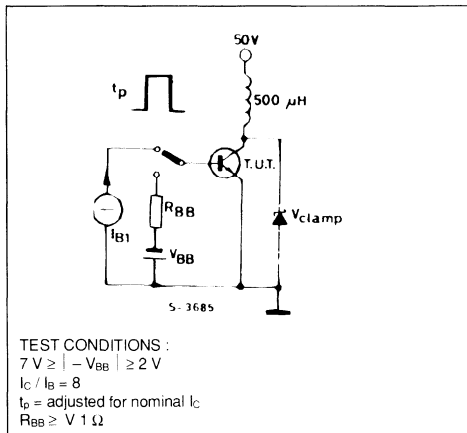 50V
tp
500 μH
T.U.T.
RBB
Vclamp
IB1
VBB
S-3685
TEST CONDITIONS :
7 V ≥ | – VBB | ≥ 2 V
IC / IB = 8
tp = adjusted for nominal IC
RBB ≥ V 1 Ω